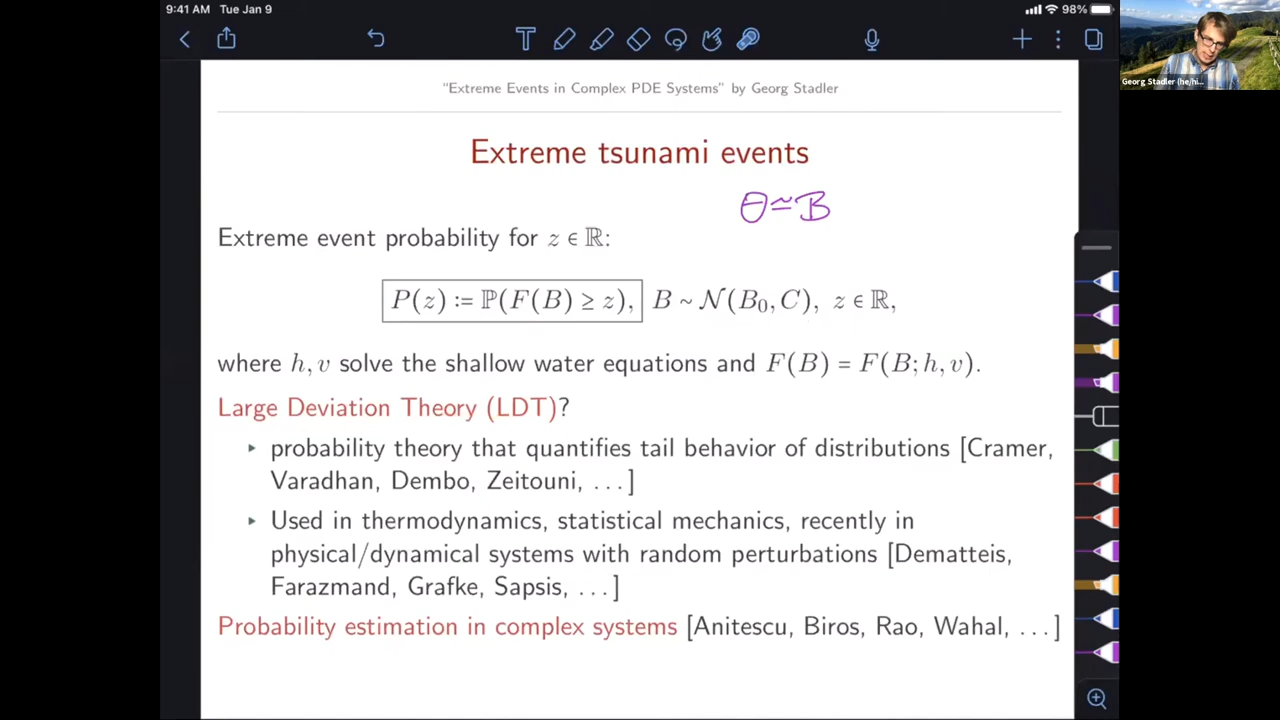 9:41 AM Tue Jan 9
98%
"Extreme Events in Complex PDE Systems" by Georg Stadler
Extreme tsunami events
Θ ≃ B
Extreme event probability for z ∈ ℝ:
P(z) := ℙ(F(B) ≥ z), B ~ 𝒩(B₀, C), z ∈ ℝ,
where h, v solve the shallow water equations and F(B) = F(B; h, v).
Large Deviation Theory (LDT)?
▸ probability theory that quantifies tail behavior of distributions [Cramer,
Varadhan, Dembo, Zeitouni, ...]
▸ Used in thermodynamics, statistical mechanics, recently in
physical/dynamical systems with random perturbations [Dematteis,
Farazmand, Grafke, Sapsis, ...]
Probability estimation in complex systems [Anitescu, Biros, Rao, Wahal, ...]
Georg Stadler (he/hi...